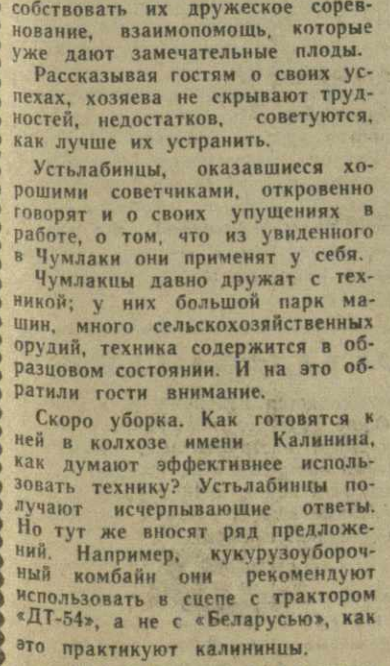 собствовать их дружеское сорев-
нование, взаимопомощь, которые
уже дают замечательные плоды.
Рассказывая гостям о своих ус-
пехах, хозяева не скрывают труд-
ностей, недостатков, советуются,
как лучше их устранить.
Устьлабинцы, оказавшиеся хо-
рошими советчиками, откровенно
говорят и о своих упущениях в
работе, о том, что из увиденного
в Чумлаки они применят у себя.
Чумлакцы давно дружат с тех-
никой; у них большой парк ма-
шин, много сельскохозяйственных
орудий, техника содержится в об-
разцовом состоянии. И на это об-
ратили гости внимание.
Скоро уборка. Как готовятся к
ней в колхозе имени Калинина,
как думают эффективнее исполь-
зовать технику? Устьлабинцы по-
лучают исчерпывающие ответы.
Но тут же вносят ряд предложе-
ний. Например, кукурузоубороч-
ный комбайн они рекомендуют
использовать в сцепе с трактором
«ДТ-54», а не с «Беларусью», как
это практикуют калининцы.